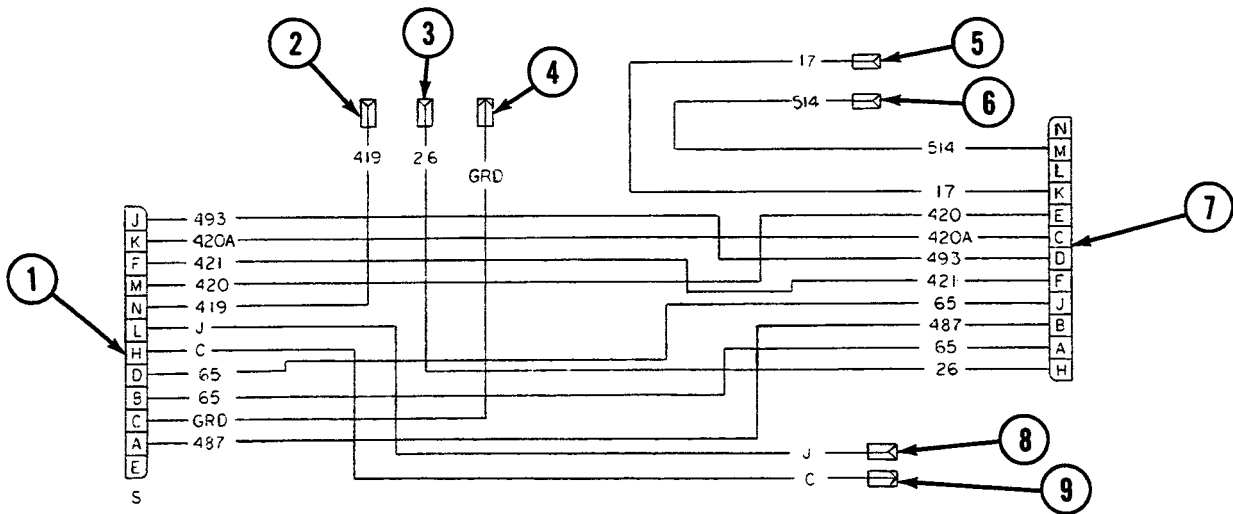 2
3
4
5
6
17
514
419
26
GRD
N
M 514
L
K 17
E 420
C 420A
D 493
F 421
J 65
B 487
A 65
H 26
7
1
J 493
K 420A
F 421
M 420
N 419
L J
H C
D 65
B 65
C GRD
A 487
E
S
J
8
C
9